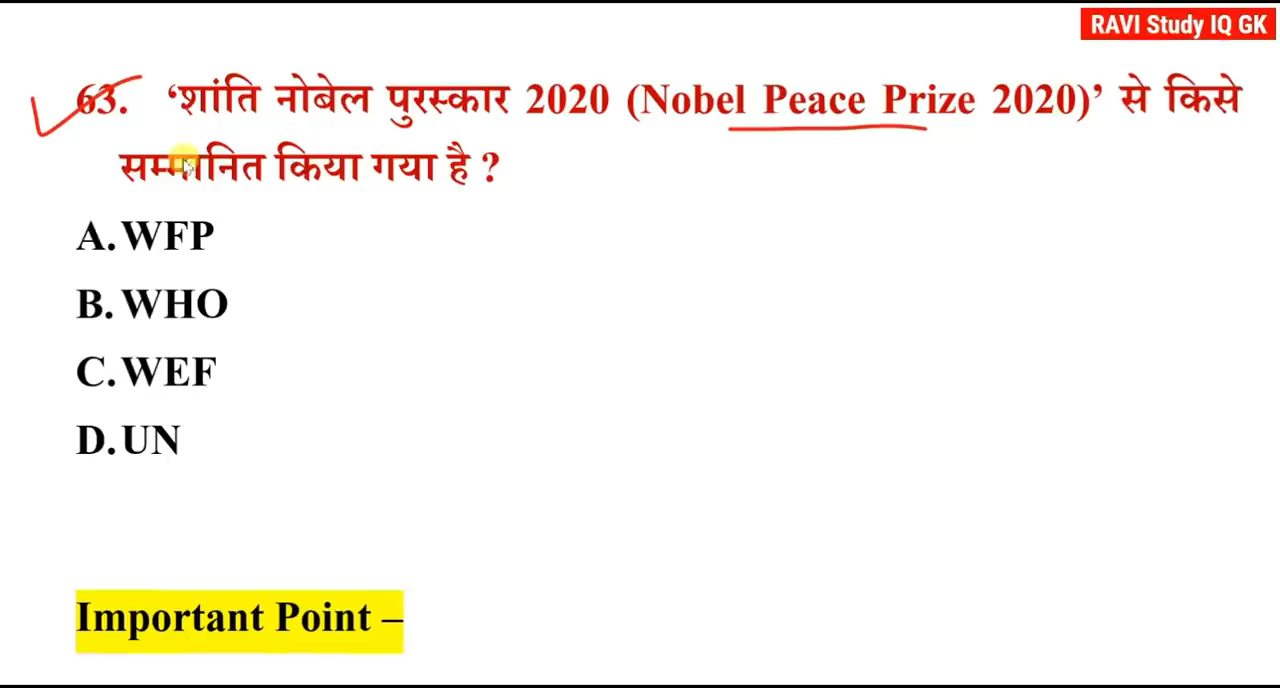 RAVI Study IQ GK
63. ‘शांति नोबेल पुरस्कार 2020 (Nobel Peace Prize 2020)’ से किसे
सम्मानित किया गया है ?
A. WFP
B. WHO
C. WEF
D. UN
Important Point –